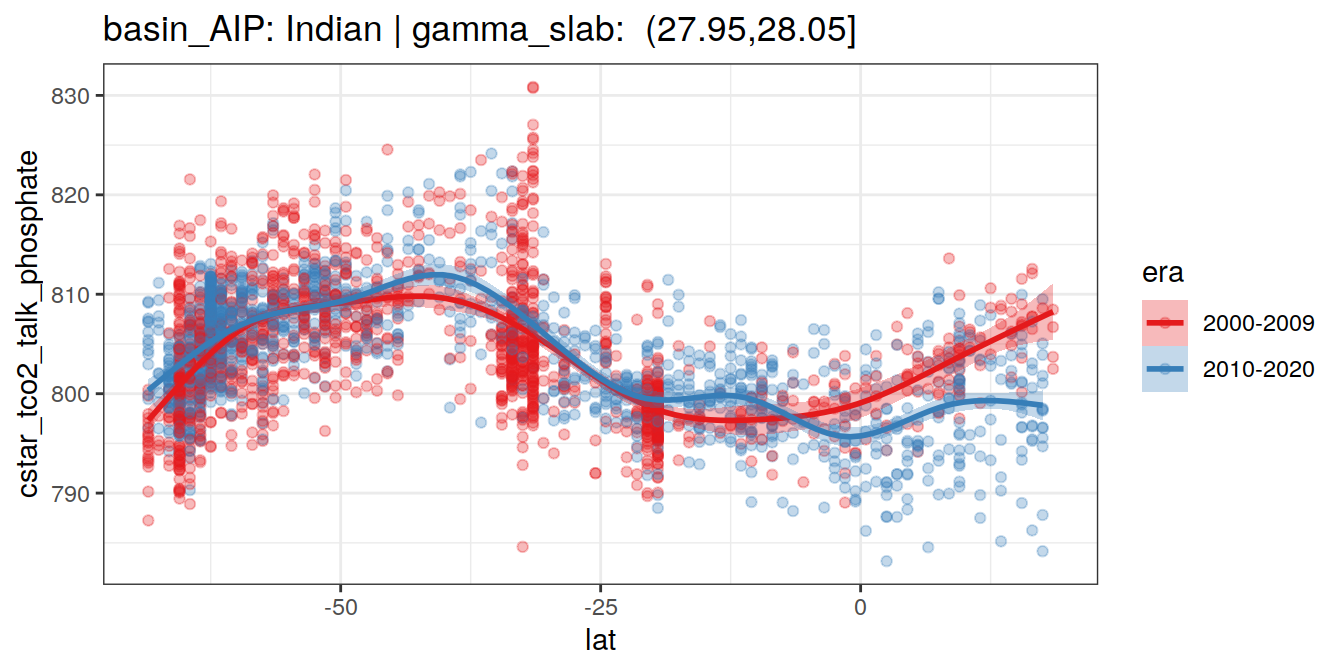 basin_AIP: Indian | gamma_slab:  (27.95,28.05]
cstar_tco2_talk_phosphate
830
820
810
800
790
-50
-25
0
lat
era
2000-2009
2010-2020